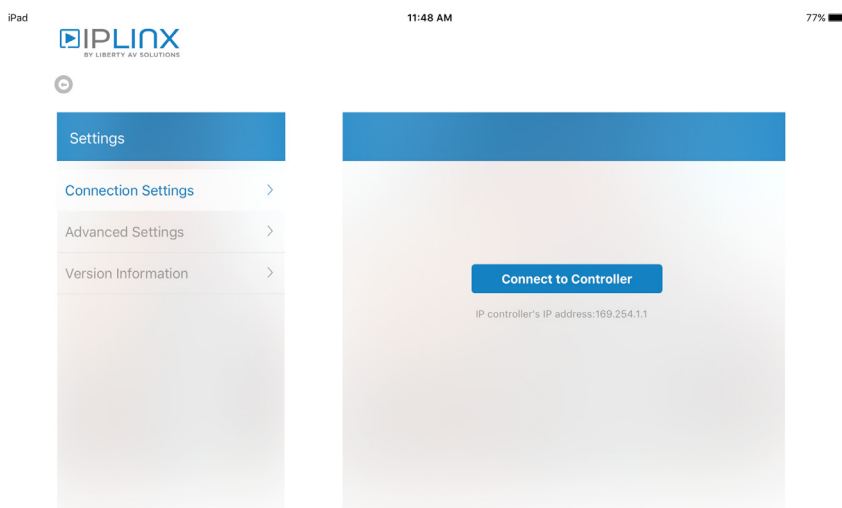 iPad
11:48 AM
77%
IPLINX
BY LIBERTY AV SOLUTIONS
Settings
Connection Settings
Advanced Settings
Version Information
Connect to Controller
IP controller's IP address:169.254.1.1